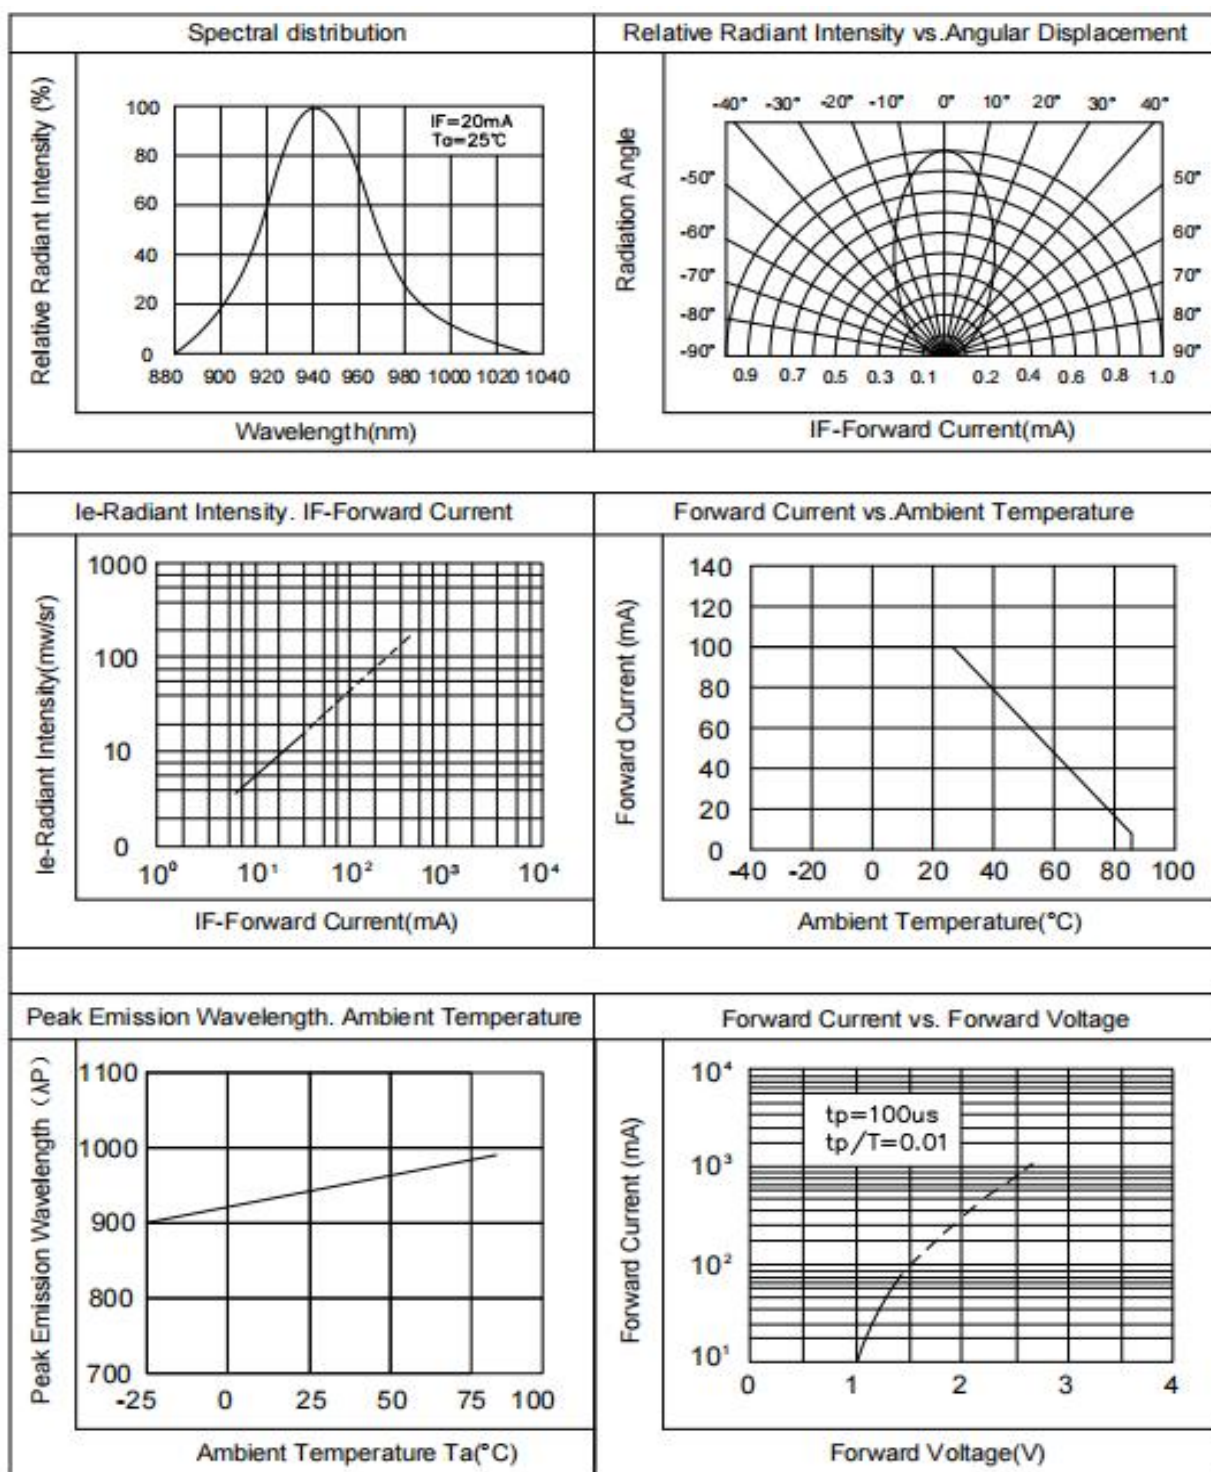 Spectral distribution
Relative Radiant Intensity (%)
100
80
60
40
20
0
IF=20mA
Ta=25℃
880 900 920 940 960 980 1000 1020 1040
Wavelength(nm)
Relative Radiant Intensity vs.Angular Displacement
Radiation Angle
-40° -30° -20° -10° 0° 10° 20° 30° 40°
-50° 50°
-60° 60°
-70° 70°
-80° 80°
-90° 90°
0.9 0.7 0.5 0.3 0.1 0.2 0.4 0.6 0.8 1.0
IF-Forward Current(mA)
Ie-Radiant Intensity. IF-Forward Current
Ie-Radiant Intensity(mw/sr)
1000
100
10
0
10⁰ 10¹ 10² 10³ 10⁴
IF-Forward Current(mA)
Forward Current vs.Ambient Temperature
Forward Current (mA)
140
120
100
80
60
40
20
0
-40 -20 0 20 40 60 80 100
Ambient Temperature(°C)
Peak Emission Wavelength. Ambient Temperature
Peak Emission Wavelength（λP）
1100
1000
900
800
700
-25 0 25 50 75 100
Ambient Temperature Ta(°C)
Forward Current vs. Forward Voltage
Forward Current (mA)
10⁴
10³
10²
10¹
tp=100us
tp/T=0.01
0 1 2 3 4
Forward Voltage(V)